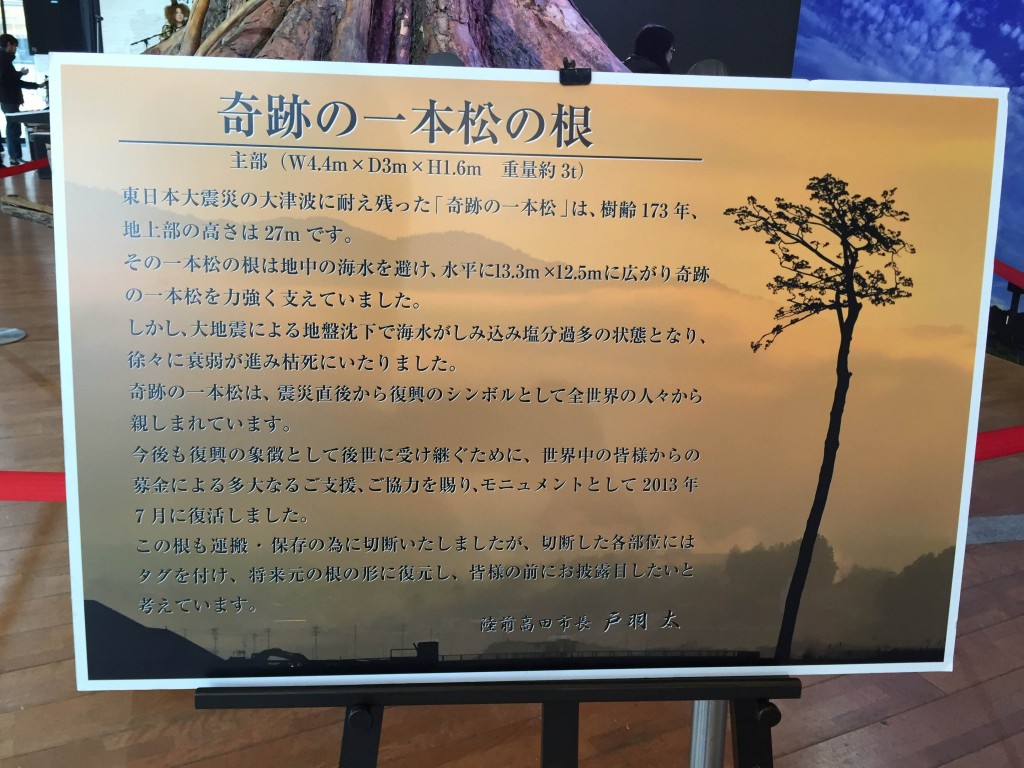 奇跡の一本松の根
主部（W4.4m×D3m×H1.6m　重量約3t）
東日本大震災の大津波に耐え残った「奇跡の一本松」は、樹齢173年、
地上部の高さは27mです。
その一本松の根は地中の海水を避け、水平に13.3m×12.5mに広がり奇跡
の一本松を力強く支えていました。
しかし、大地震による地盤沈下で海水がしみ込み塩分過多の状態となり、
徐々に衰弱が進み枯死にいたりました。
奇跡の一本松は、震災直後から復興のシンボルとして全世界の人々から
親しまれています。
今後も復興の象徴として後世に受け継ぐために、世界中の皆様からの
募金による多大なるご支援、ご協力を賜り、モニュメントとして2013年
7月に復活しました。
この根も運搬・保存の為に切断いたしましたが、切断した各部位には
タグを付け、将来元の根の形に復元し、皆様の前にお披露目したいと
考えています。
陸前高田市長 戸羽 太